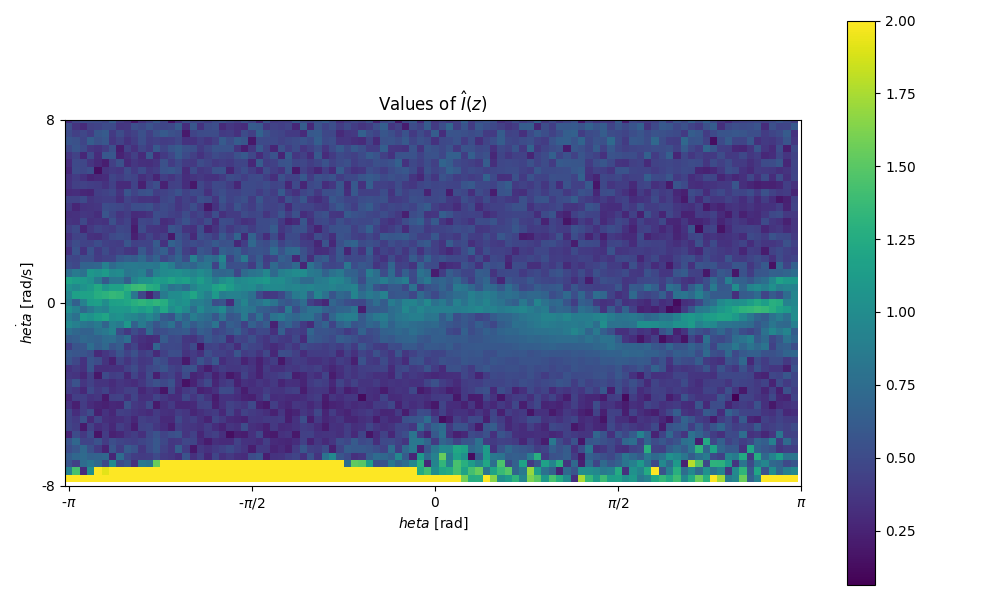 Values of Î(z)
8
0
-8
ḣeta [rad/s]
-π
-π/2
0
π/2
π
heta [rad]
2.00
1.75
1.50
1.25
1.00
0.75
0.50
0.25